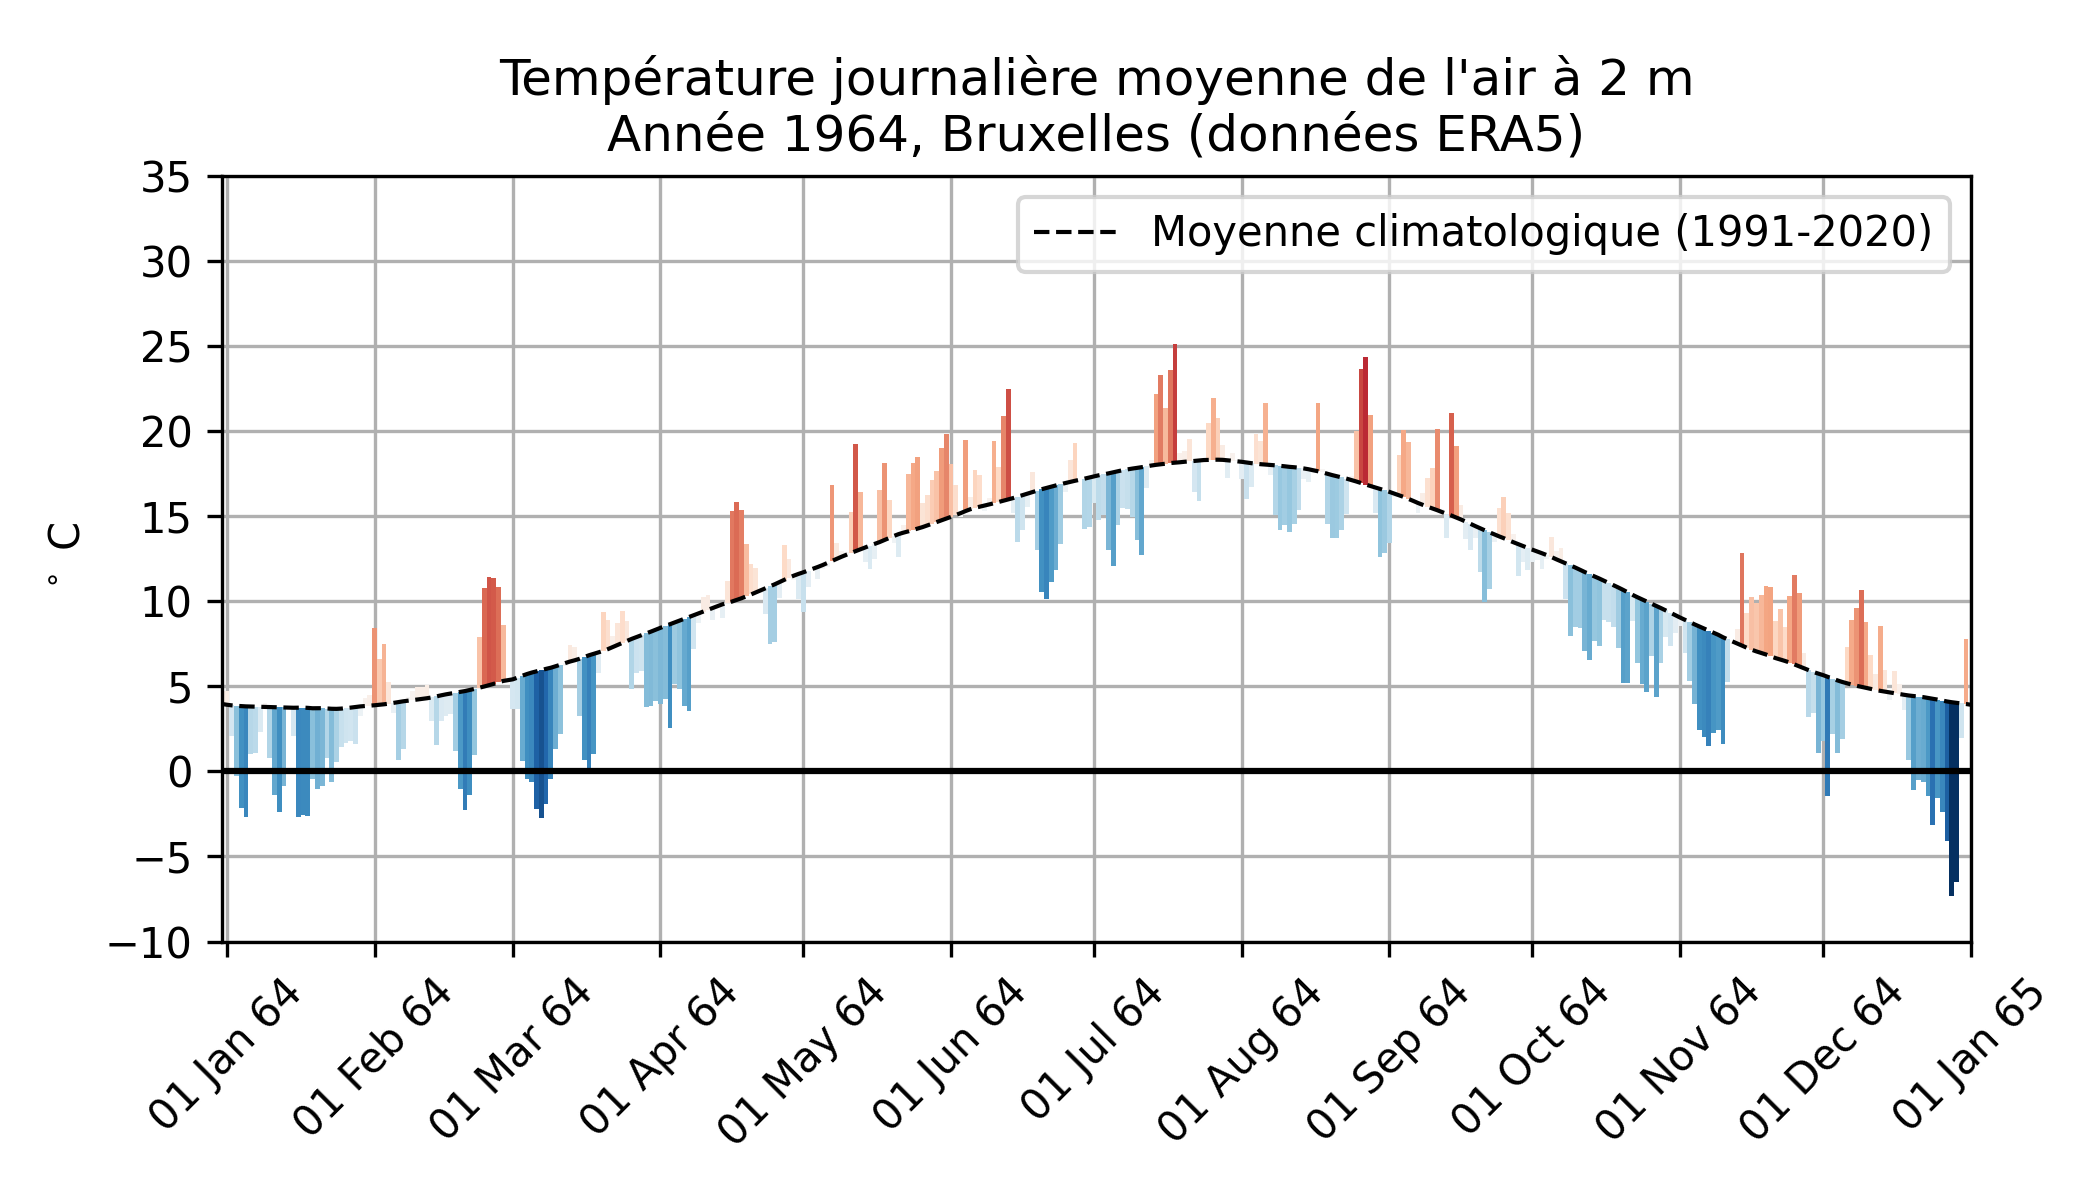 Température journalière moyenne de l'air à 2 m
Année 1964, Bruxelles (données ERA5)
Moyenne climatologique (1991-2020)
35
30
25
20
15
10
5
0
−5
−10
° C
01 Jan 64
01 Feb 64
01 Mar 64
01 Apr 64
01 May 64
01 Jun 64
01 Jul 64
01 Aug 64
01 Sep 64
01 Oct 64
01 Nov 64
01 Dec 64
01 Jan 65